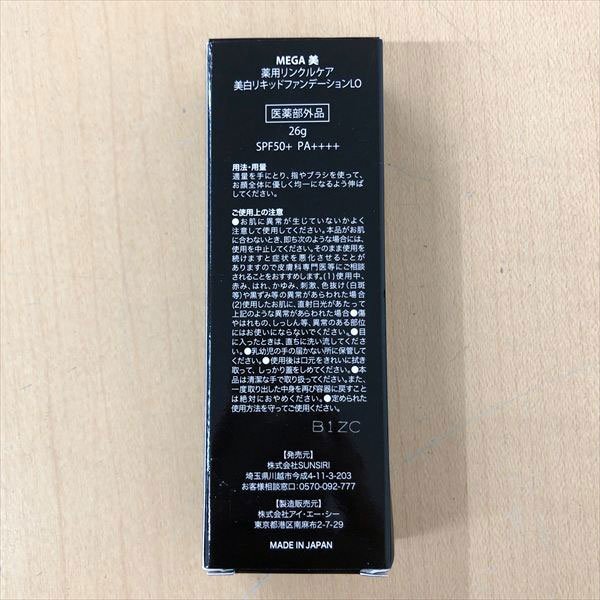 MEGA 美
薬用リンクルケア
美白リキッドファンデーションLO
医薬部外品
26g
SPF50+ PA++++
用法・用量
適量を手にとり、指やブラシを使って、
お顔全体に優しく均一になるよう伸ば
してください。
ご使用上の注意
●お肌に異常が生じていないかよく
注意して使用してください。本品がお肌
に合わないとき、即ち次のような場合には、
使用を中止してください。そのまま使用を
続けますと症状を悪化させることが
ありますので皮膚科専門医等にご相談
されることをおすすめします。(1)使用中、
赤み、はれ、かゆみ、刺激、色抜け(白斑
等)や黒ずみ等の異常があらわれた場合
(2)使用したお肌に、直射日光があたって
上記のような異常があらわれた場合●傷
やはれもの、しっしん等、異常のある部位
にはお使いにならないでください。●目
に入ったときは、直ちに洗い流してくださ
い。●乳幼児の手の届かない所に保管して
ください。●使用後は口元をきれいに拭き
取って、しっかり蓋をしめてください。●本
品は清潔な手で取り扱ってください。また、
一度取り出した中身を再び容器に戻すこと
は絶対におやめください。●定められた
使用方法を守ってご使用ください。
B1ZC
【発売元】
株式会社SUNSIRI
埼玉県川越市今成4-11-3-203
お客様相談窓口:0570-092-777
【製造販売元】
株式会社アイ・エー・シー
東京都港区南麻布2-7-29
MADE IN JAPAN